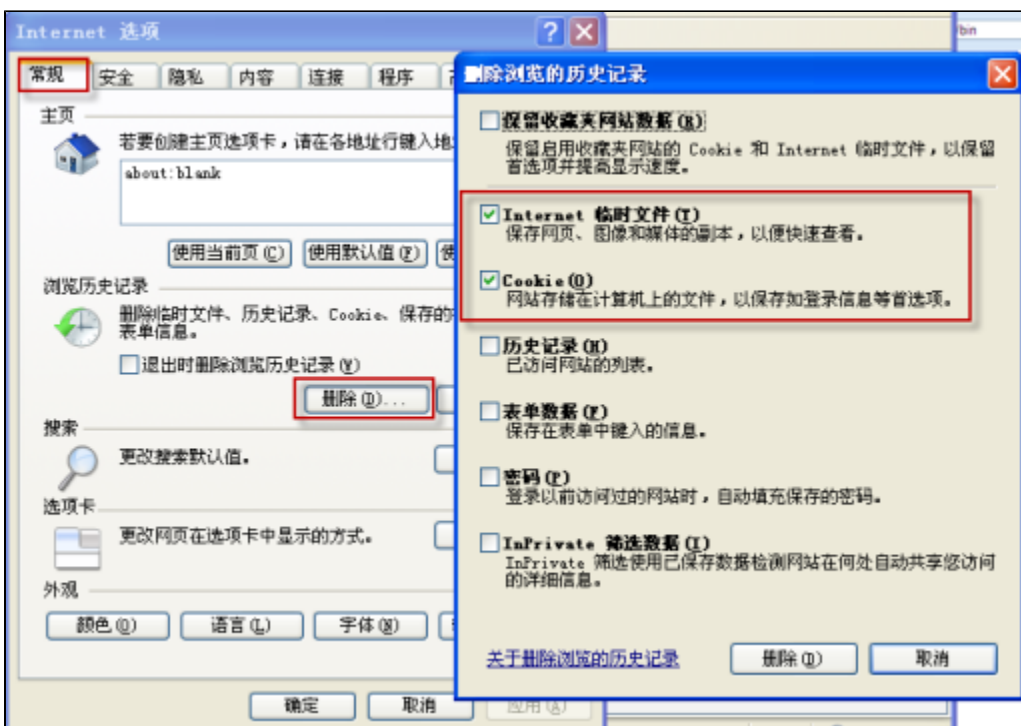 Internet 选项
常规
安全
隐私
内容
连接
程序
主页
若要创建主页选项卡，请在各地址行键入地
about:blank
使用当前页(C)
使用默认值(F)
浏览历史记录
删除临时文件、历史记录、Cookie、保存的
表单信息。
退出时删除浏览历史记录(W)
删除(D)...
搜索
更改搜索默认值。
选项卡
更改网页在选项卡中显示的方式。
外观
颜色(O)
语言(L)
字体(N)
确定
取消
应用(A)
bin
删除浏览的历史记录
保留收藏夹网站数据(R)
保留启用收藏夹网站的 Cookie 和 Internet 临时文件，以保留
首选项并提高显示速度。
Internet 临时文件(T)
保存网页、图像和媒体的副本，以便快速查看。
Cookie(O)
网站存储在计算机上的文件，以保存如登录信息等首选项。
历史记录(H)
已访问网站的列表。
表单数据(F)
保存在表单中键入的信息。
密码(P)
登录以前访问过的网站时，自动填充保存的密码。
InPrivate 筛选数据(I)
InPrivate 筛选使用已保存数据检测网站在何处自动共享您访问
的详细信息。
关于删除浏览的历史记录
删除(D)
取消